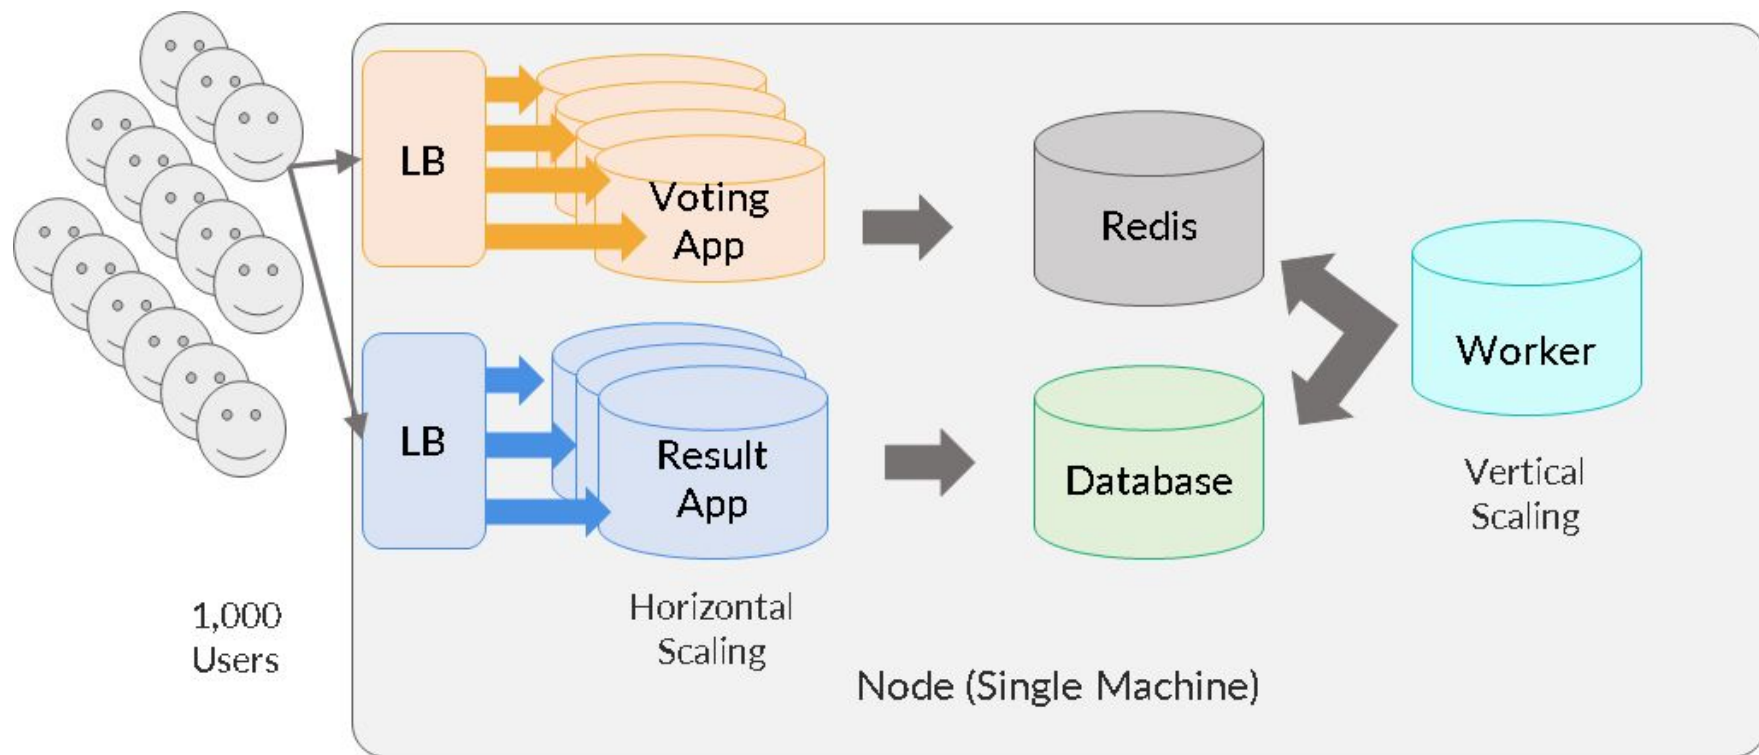 LB
Voting
App
Redis
Worker
LB
Result
App
Database
Vertical
Scaling
1,000
Users
Horizontal
Scaling
Node (Single Machine)